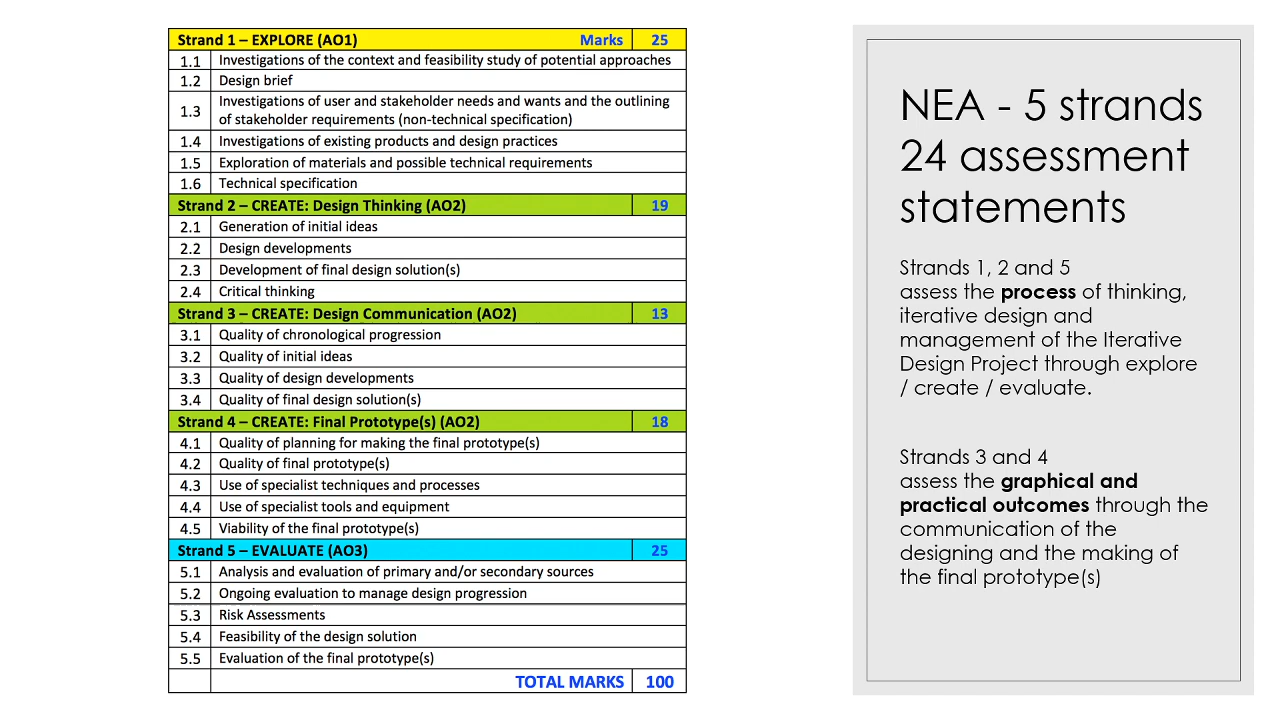 Strand 1 – EXPLORE (AO1) Marks 25
1.1 Investigations of the context and feasibility study of potential approaches
1.2 Design brief
1.3 Investigations of user and stakeholder needs and wants and the outlining
of stakeholder requirements (non-technical specification)
1.4 Investigations of existing products and design practices
1.5 Exploration of materials and possible technical requirements
1.6 Technical specification
Strand 2 – CREATE: Design Thinking (AO2) 19
2.1 Generation of initial ideas
2.2 Design developments
2.3 Development of final design solution(s)
2.4 Critical thinking
Strand 3 – CREATE: Design Communication (AO2) 13
3.1 Quality of chronological progression
3.2 Quality of initial ideas
3.3 Quality of design developments
3.4 Quality of final design solution(s)
Strand 4 – CREATE: Final Prototype(s) (AO2) 18
4.1 Quality of planning for making the final prototype(s)
4.2 Quality of final prototype(s)
4.3 Use of specialist techniques and processes
4.4 Use of specialist tools and equipment
4.5 Viability of the final prototype(s)
Strand 5 – EVALUATE (AO3) 25
5.1 Analysis and evaluation of primary and/or secondary sources
5.2 Ongoing evaluation to manage design progression
5.3 Risk Assessments
5.4 Feasibility of the design solution
5.5 Evaluation of the final prototype(s)
TOTAL MARKS 100
NEA - 5 strands
24 assessment
statements
Strands 1, 2 and 5
assess the process of thinking,
iterative design and
management of the Iterative
Design Project through explore
/ create / evaluate.
Strands 3 and 4
assess the graphical and
practical outcomes through the
communication of the
designing and the making of
the final prototype(s)